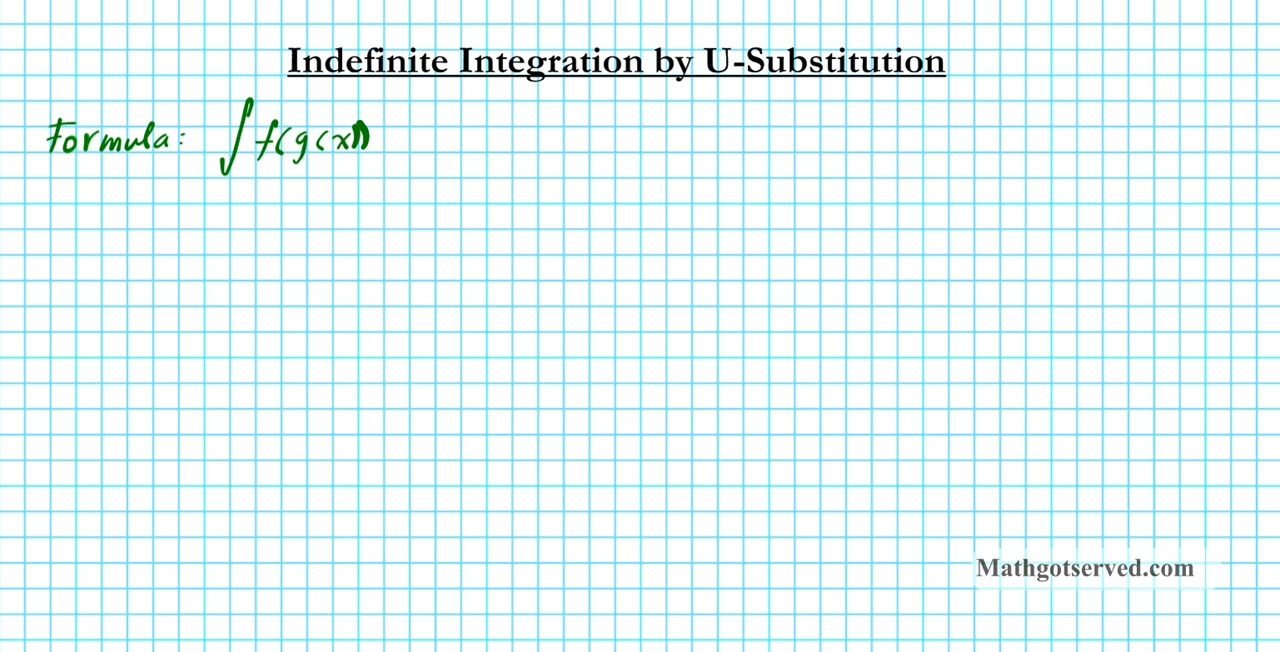 Indefinite Integration by U-Substitution
Formula: ∫f(g(x))
Mathgotserved.com